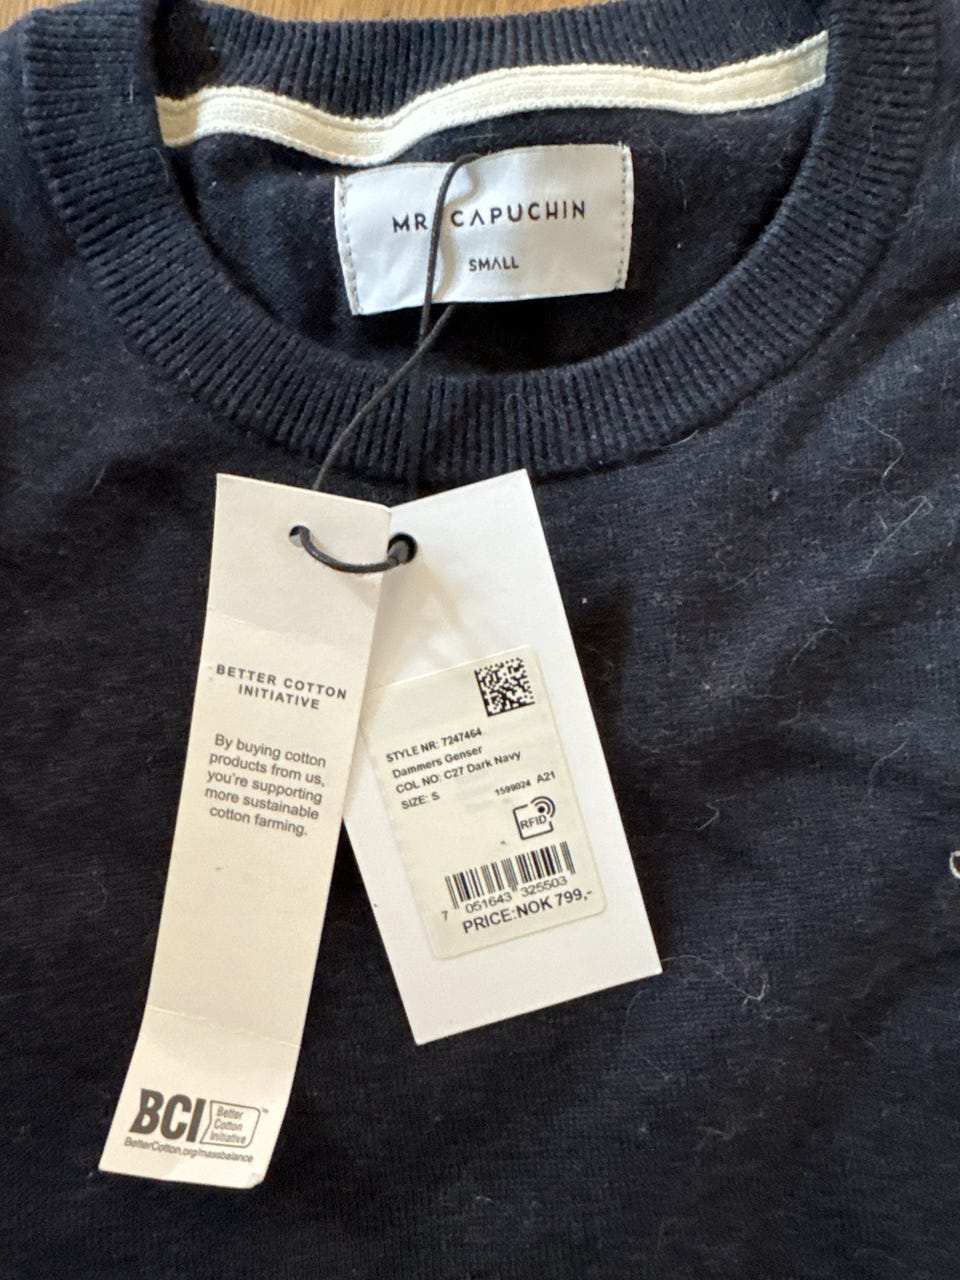 MR CAPUCHIN
SMALL
BETTER COTTON
INITIATIVE
By buying cotton
products from us,
you're supporting
more sustainable
cotton farming.
BCI Better
Cotton
Initiative ™
BetterCotton.org/massbalance
STYLE NR: 7247464
Dammers Genser
COL NO: C27 Dark Navy
SIZE: S
1599024 A21
RFID
7 051643 325503
PRICE:NOK 799,-